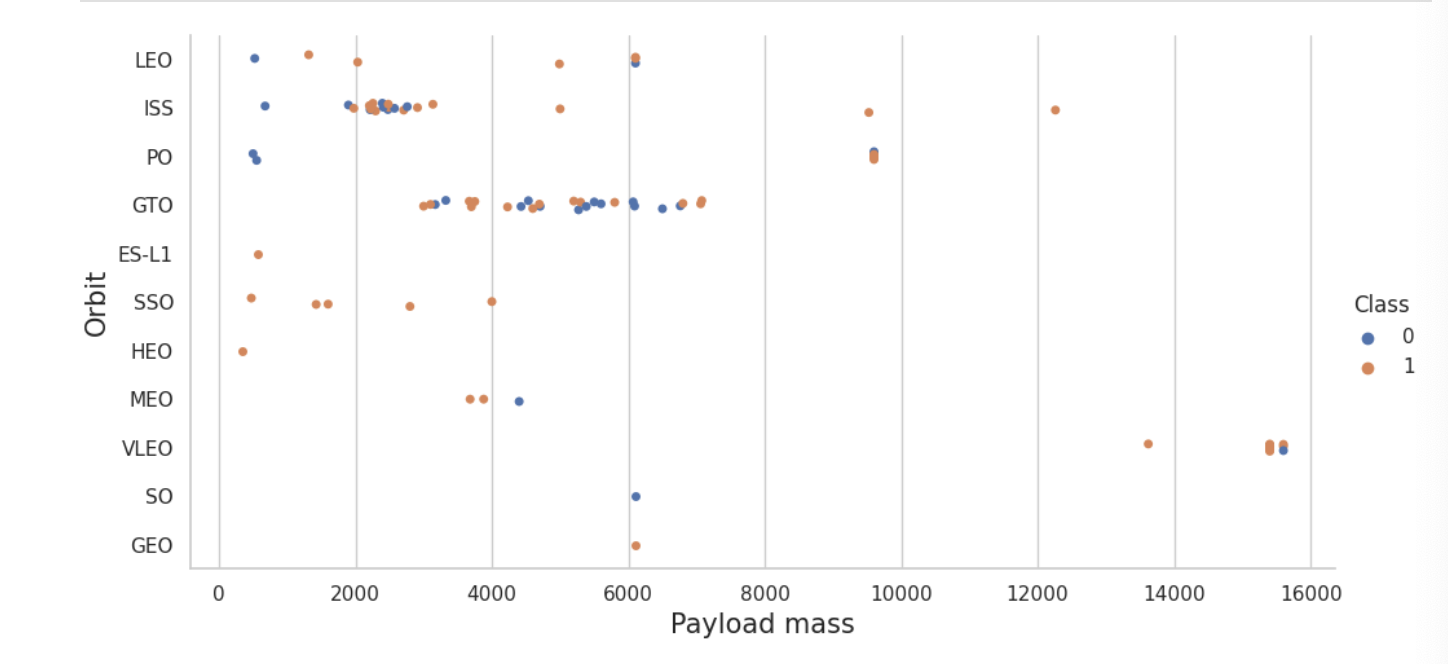 LEO
ISS
PO
GTO
ES-L1
SSO
HEO
MEO
VLEO
SO
GEO
Orbit
0 2000 4000 6000 8000 10000 12000 14000 16000
Payload mass
Class
0
1